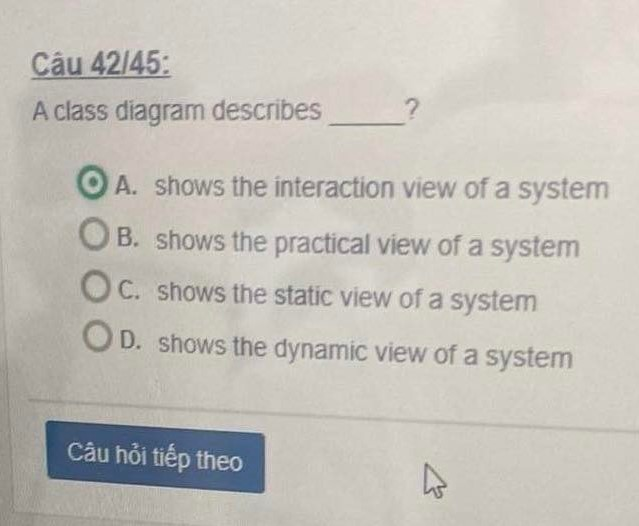 Câu 42/45:
A class diagram describes ______?
A. shows the interaction view of a system
B. shows the practical view of a system
C. shows the static view of a system
D. shows the dynamic view of a system
Câu hỏi tiếp theo